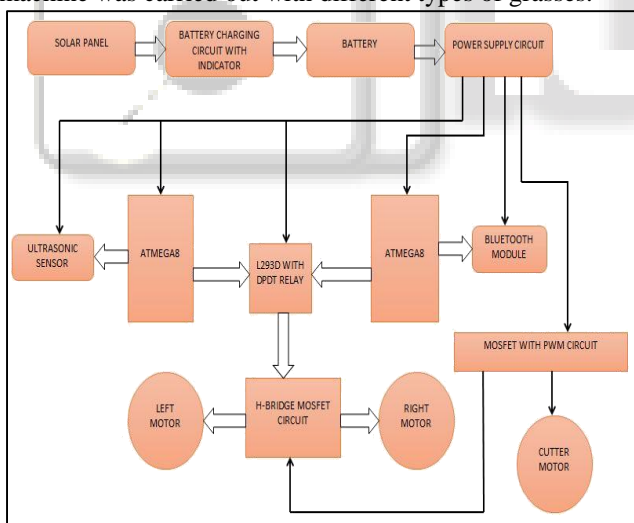 machine was carried out with different types of grasses.
SOLAR PANEL
BATTERY CHARGING
CIRCUIT WITH
INDICATOR
BATTERY
POWER SUPPLY CIRCUIT
ULTRASONIC
SENSOR
ATMEGA8
L293D WITH
DPDT RELAY
ATMEGA8
BLUETOOTH
MODULE
MOSFET WITH PWM CIRCUIT
LEFT
MOTOR
H-BRIDGE MOSFET
CIRCUIT
RIGHT
MOTOR
CUTTER
MOTOR